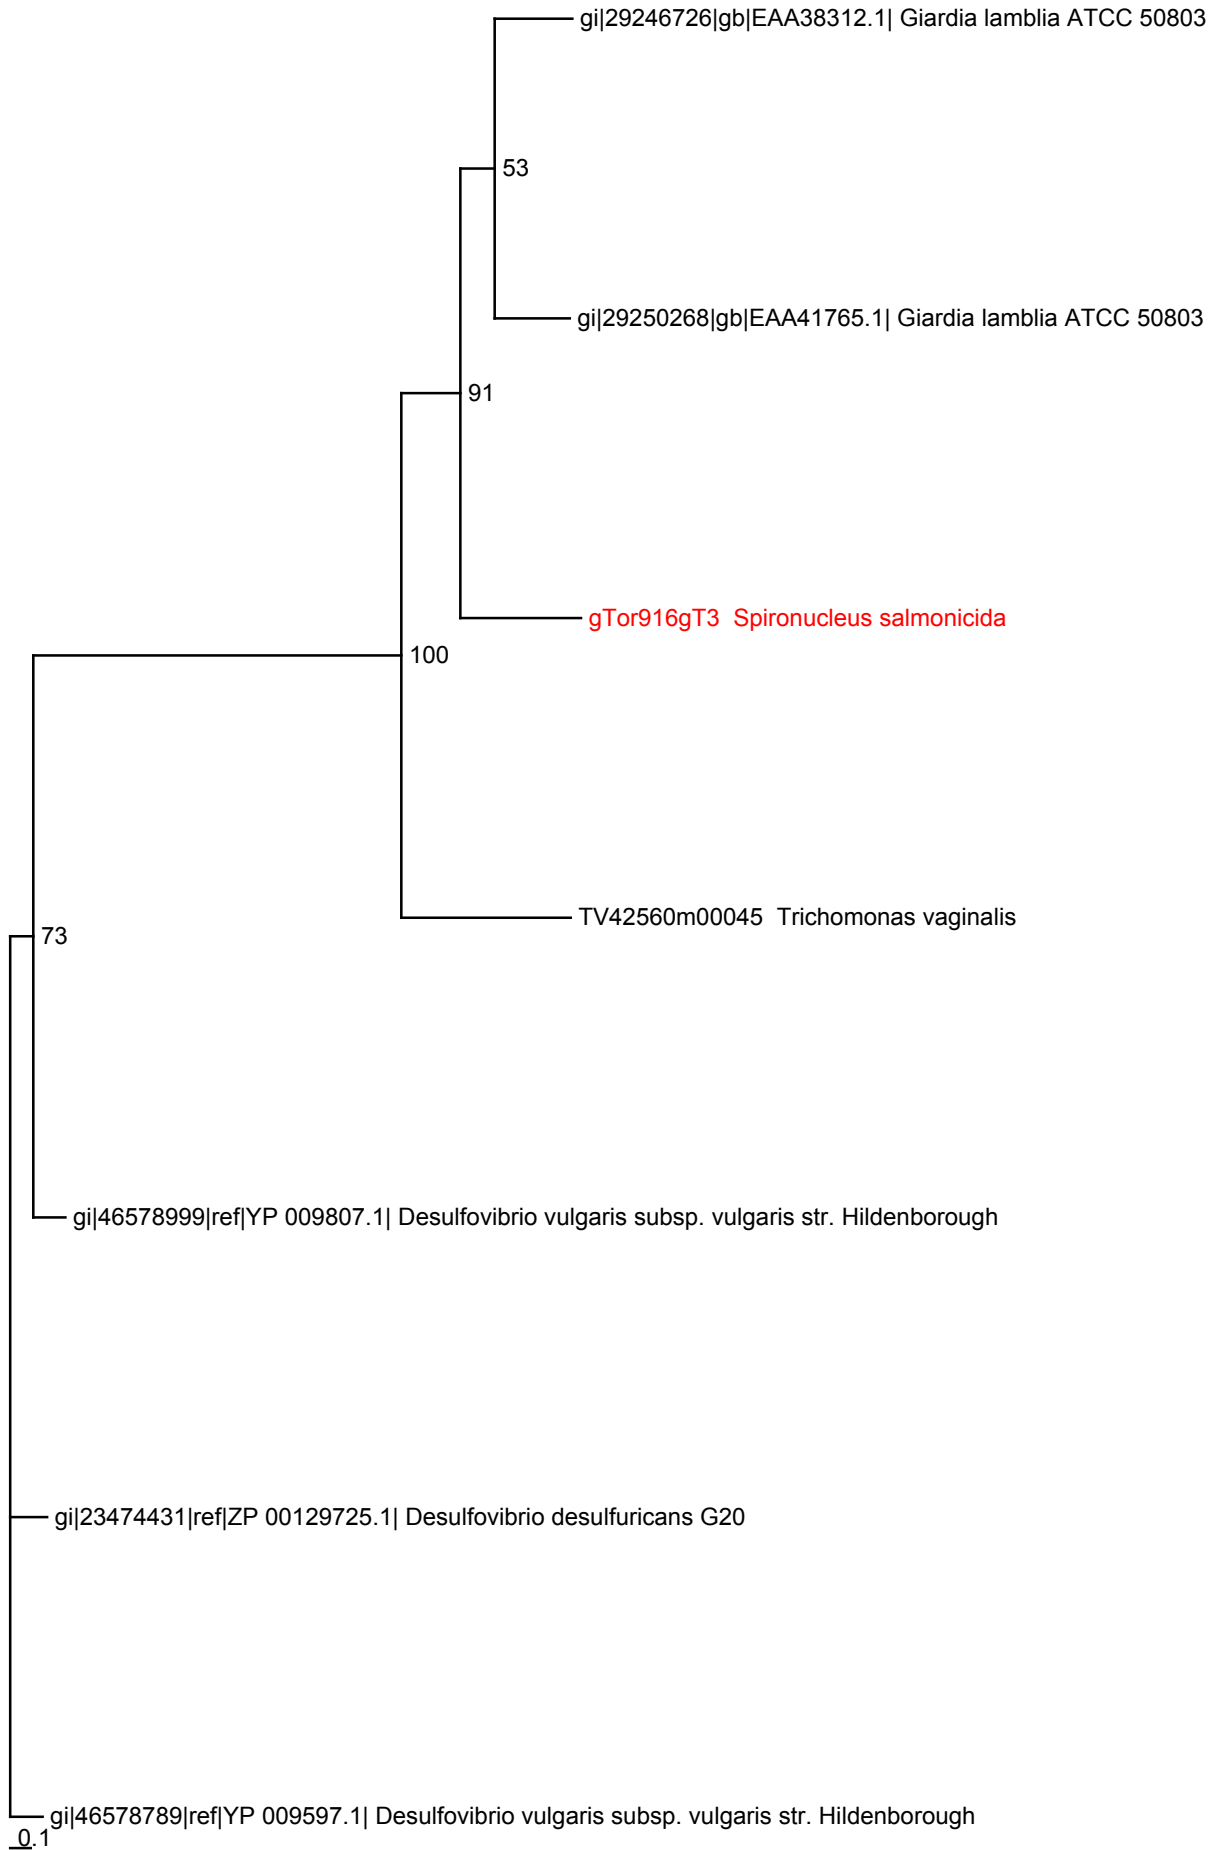 gi|29246726|gb|EAA38312.1| Giardia lamblia ATCC 50803
53
gi|29250268|gb|EAA41765.1| Giardia lamblia ATCC 50803
91
gTor916gT3 Spironucleus salmonicida
100
TV42560m00045 Trichomonas vaginalis
73
gi|46578999|ref|YP 009807.1| Desulfovibrio vulgaris subsp. vulgaris str. Hildenborough
gi|23474431|ref|ZP 00129725.1| Desulfovibrio desulfuricans G20
gi|46578789|ref|YP 009597.1| Desulfovibrio vulgaris subsp. vulgaris str. Hildenborough
0.1